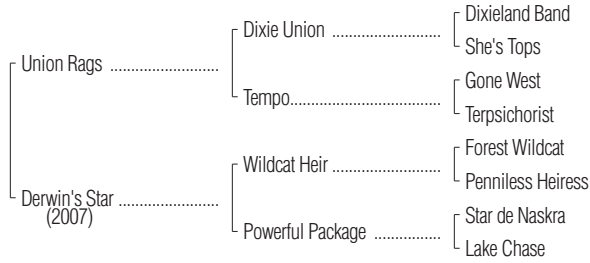 Dixieland Band
Dixie Union
She's Tops
Union Rags
Gone West
Tempo
Terpsichorist
Forest Wildcat
Wildcat Heir
Penniless Heiress
Derwin's Star
(2007)
Star de Naskra
Powerful Package
Lake Chase